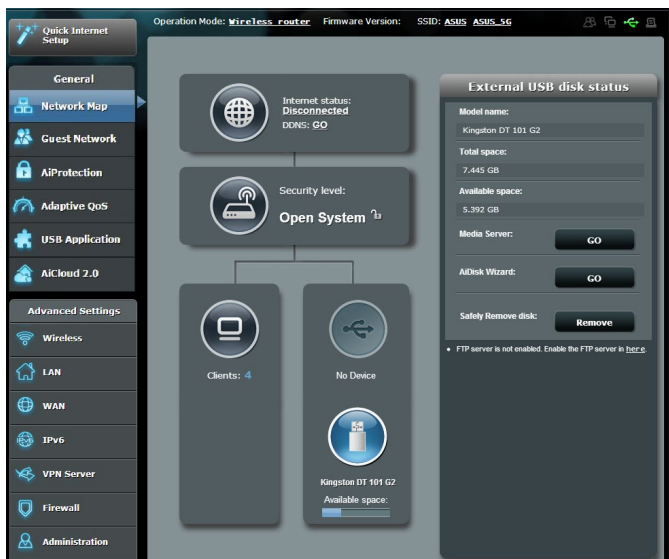 Quick Internet
Setup
Operation Mode: Wireless router Firmware Version: SSID: ASUS ASUS_5G
General
Network Map
Guest Network
AiProtection
Adaptive QoS
USB Application
AiCloud 2.0
Advanced Settings
Wireless
LAN
WAN
IPv6
IPv6
VPN Server
Firewall
Administration
Internet status:
Disconnected
DDNS: GO
Security level:
Open System
Clients: 4
No Device
Kingston DT 101 G2
Available space:
External USB disk status
Model name:
Kingston DT 101 G2
Total space:
7.445 GB
Available space:
5.392 GB
Media Server: GO
AiDisk Wizard: GO
Safely Remove disk: Remove
• FTP server is not enabled. Enable the FTP server in here.